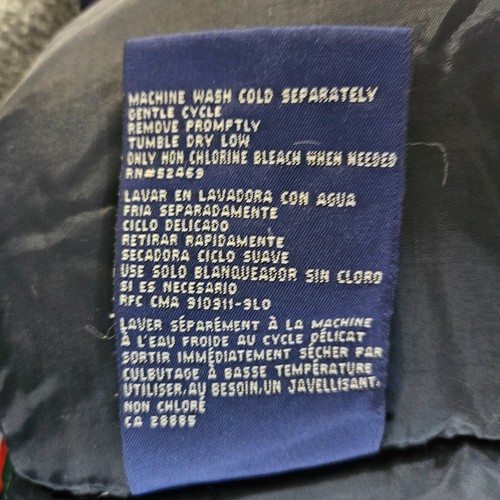 MACHINE WASH COLD SEPARATELY
GENTLE CYCLE
REMOVE PROMPTLY
TUMBLE DRY LOW
ONLY NON CHLORINE BLEACH WHEN NEEDED
RN#52469
LAVAR EN LAVADORA CON AGUA
FRIA SEPARADAMENTE
CICLO DELICADO
RETIRAR RAPIDAMENTE
SECADORA CICLO SUAVE
USE SOLO BLANQUEADOR SIN CLORO
SI ES NECESARIO
RFC CMA 910911-9L0
LAVER SÉPARÉMENT À LA MACHINE
À L'EAU FROIDE AU CYCLE DÉLICAT
SORTIR IMMÉDIATEMENT SÉCHER PAR
CULBUTAGE À BASSE TEMPÉRATURE
UTILISER, AU BESOIN, UN JAVELLISANT,
NON CHLORÉ
CA 28885